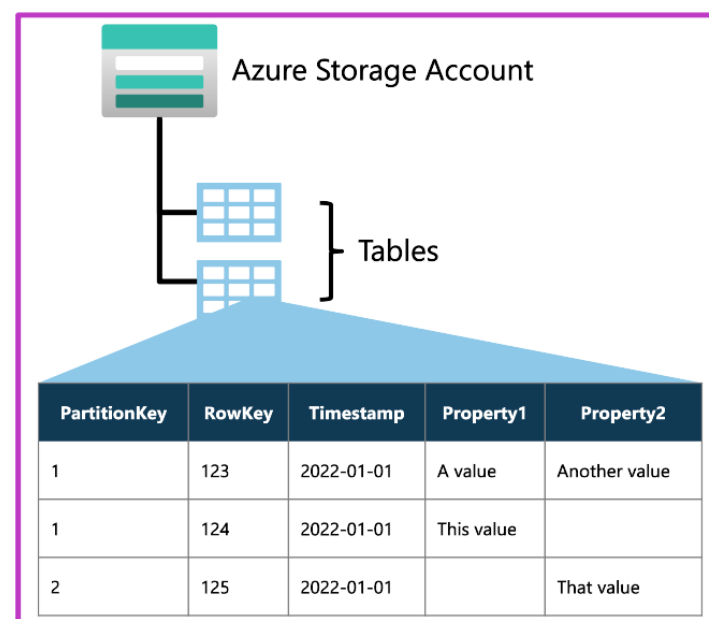 Azure Storage Account
Tables
PartitionKey RowKey Timestamp Property1 Property2
1 123 2022-01-01 A value Another value
1 124 2022-01-01 This value
2 125 2022-01-01 That value